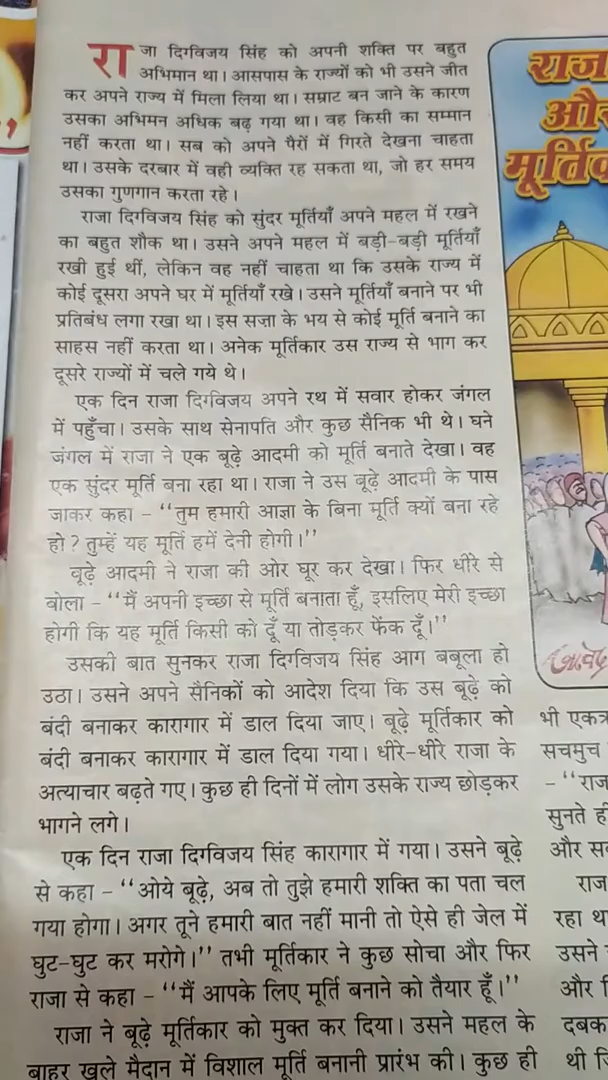 राजा दिग्विजय सिंह को अपनी शक्ति पर बहुत
अभिमान था। आसपास के राज्यों को भी उसने जीत
कर अपने राज्य में मिला लिया था। सम्राट बन जाने के कारण
उसका अभिमन अधिक बढ़ गया था। वह किसी का सम्मान
नहीं करता था। सब को अपने पैरों में गिरते देखना चाहता
था। उसके दरबार में वही व्यक्ति रह सकता था, जो हर समय
उसका गुणगान करता रहे।
राजा दिग्विजय सिंह को सुंदर मूर्तियाँ अपने महल में रखने
का बहुत शौक था। उसने अपने महल में बड़ी-बड़ी मूर्तियाँ
रखी हुई थीं, लेकिन वह नहीं चाहता था कि उसके राज्य में
कोई दूसरा अपने घर में मूर्तियाँ रखे। उसने मूर्तियाँ बनाने पर भी
प्रतिबंध लगा रखा था। इस सज़ा के भय से कोई मूर्ति बनाने का
साहस नहीं करता था। अनेक मूर्तिकार उस राज्य से भाग कर
दूसरे राज्यों में चले गये थे।
एक दिन राजा दिग्विजय अपने रथ में सवार होकर जंगल
में पहुँचा। उसके साथ सेनापति और कुछ सैनिक भी थे। घने
जंगल में राजा ने एक बूढ़े आदमी को मूर्ति बनाते देखा। वह
एक सुंदर मूर्ति बना रहा था। राजा ने उस बूढ़े आदमी के पास
जाकर कहा – ‘‘तुम हमारी आज्ञा के बिना मूर्ति क्यों बना रहे
हो? तुम्हें यह मूर्ति हमें देनी होगी।’’
बूढ़े आदमी ने राजा की ओर घूर कर देखा। फिर धीरे से
बोला – ‘‘मैं अपनी इच्छा से मूर्ति बनाता हूँ, इसलिए मेरी इच्छा
होगी कि यह मूर्ति किसी को दूँ या तोड़कर फेंक दूँ।’’
उसकी बात सुनकर राजा दिग्विजय सिंह आग बबूला हो
उठा। उसने अपने सैनिकों को आदेश दिया कि उस बूढ़े को
बंदी बनाकर कारागार में डाल दिया जाए। बूढ़े मूर्तिकार को
बंदी बनाकर कारागार में डाल दिया गया। धीरे-धीरे राजा के
अत्याचार बढ़ते गए। कुछ ही दिनों में लोग उसके राज्य छोड़कर
भागने लगे।
एक दिन राजा दिग्विजय सिंह कारागार में गया। उसने बूढ़े
से कहा – ‘‘ओये बूढ़े, अब तो तुझे हमारी शक्ति का पता चल
गया होगा। अगर तूने हमारी बात नहीं मानी तो ऐसे ही जेल में
घुट-घुट कर मरोगे।’’ तभी मूर्तिकार ने कुछ सोचा और फिर
राजा से कहा – ‘‘मैं आपके लिए मूर्ति बनाने को तैयार हूँ।’’
राजा ने बूढ़े मूर्तिकार को मुक्त कर दिया। उसने महल के
बाहर खुले मैदान में विशाल मूर्ति बनानी प्रारंभ की। कुछ ही
और
भी एकत्र
सचमुच
– ‘‘राज
सुनते ही
और
राज
रहा था
उसने
और
थी